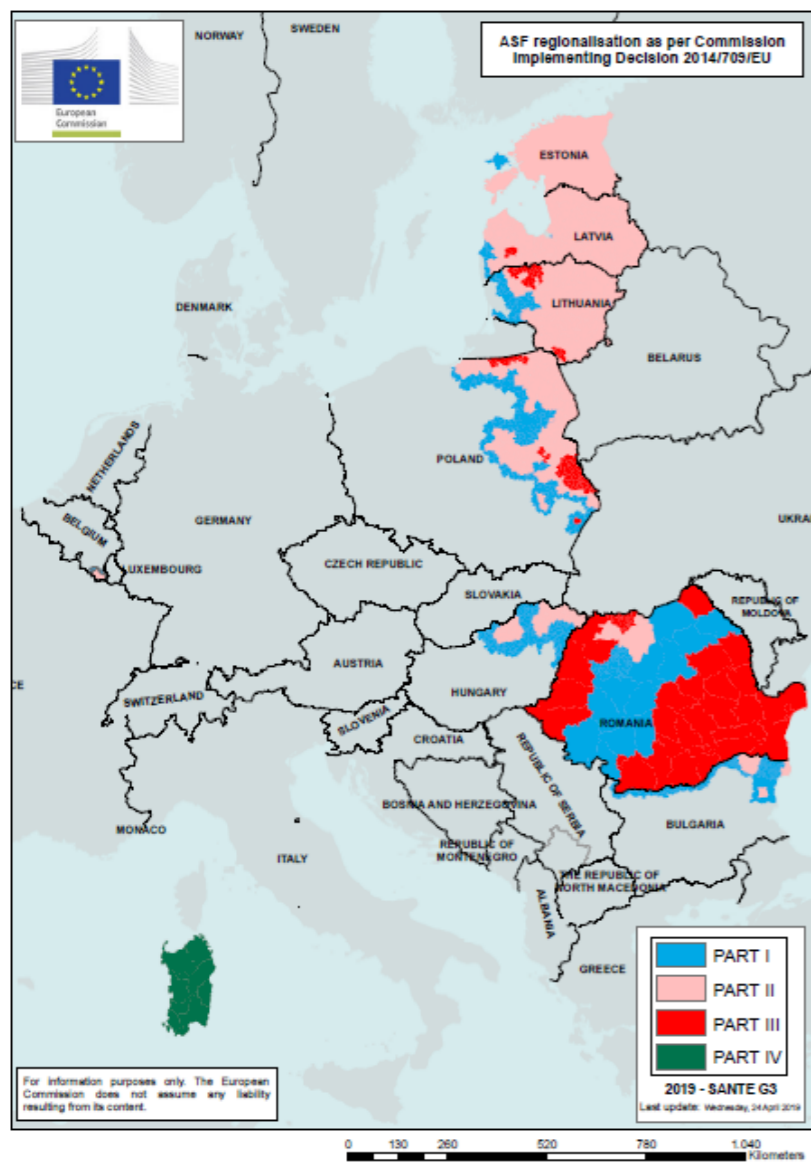 NORWAY
SWEDEN
ASF regionalisation as per Commission
Implementing Decision 2014/709/EU
European
Commission
ESTONIA
LATVIA
DENMARK
LITHUANIA
BELARUS
NETHERLANDS
POLAND
BELGIUM
GERMANY
UKRAI
LUXEMBOURG
CZECH REPUBLIC
SLOVAKIA
REPUBLIC OF
MOLDOVA
AUSTRIA
CE
SWITZERLAND
HUNGARY
SLOVENIA
ROMANIA
CROATIA
REPUBLIC OF SERBIA
BOSNIA AND HERZEGOVINA
MONACO
BULGARIA
ITALY
REPUBLIC OF
MONTENEGRO
THE REPUBLIC OF
NORTH MACEDONIA
ALBANIA
GREECE
PART I
PART II
PART III
PART IV
For information purposes only. The European
Commission does not assume any liability
resulting from its content.
2019 - SANTE G3
Last update: Wednesday, 24 April 2019
0 130 260 520 780 1.040
Kilometers